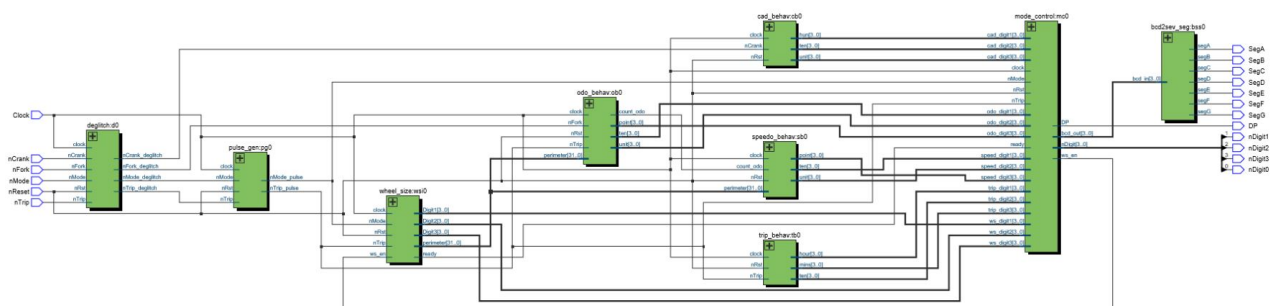 Clock
nCrank
nFork
nMode
nReset
nTrip
deglitch:d0
clock
nCrank
nFork
nMode
nRst
nTrip
nCrank_deglitch
nFork_deglitch
nMode_deglitch
nTrip_deglitch
pulse_gen:pg0
clock
nMode
nRst
nTrip
nMode_pulse
nTrip_pulse
wheel_size:wsi0
clock
nMode
nRst
nTrip
ws_en
Digit1[3..0]
Digit2[3..0]
Digit3[3..0]
perimeter[31..0]
ready
odo_behav:ob0
clock
nFork
nRst
nTrip
perimeter[31..0]
count_odo
point[3..0]
ten[3..0]
unit[3..0]
cad_behav:cb0
clock
nCrank
nRst
hun[3..0]
ten[3..0]
unit[3..0]
speedo_behav:sb0
clock
count_odo
nRst
perimeter[31..0]
point[3..0]
ten[3..0]
unit[3..0]
trip_behav:tb0
clock
nRst
nTrip
hour[3..0]
mins[3..0]
ten[3..0]
mode_control:mc0
cad_digit1[3..0]
cad_digit2[3..0]
cad_digit3[3..0]
clock
nMode
nRst
nTrip
odo_digit1[3..0]
odo_digit2[3..0]
odo_digit3[3..0]
ready
speed_digit1[3..0]
speed_digit2[3..0]
speed_digit3[3..0]
trip_digit1[3..0]
trip_digit2[3..0]
trip_digit3[3..0]
ws_digit1[3..0]
ws_digit2[3..0]
ws_digit3[3..0]
DP
bcd_out[3..0]
nDigit[3..0]
ws_en
bcd2sev_seg:bss0
bcd_in[3..0]
segA
segB
segC
segD
segE
segF
segG
SegA
SegB
SegC
SegD
SegE
SegF
SegG
DP
1 nDigit1
2 nDigit2
3 nDigit3
0 nDigit0